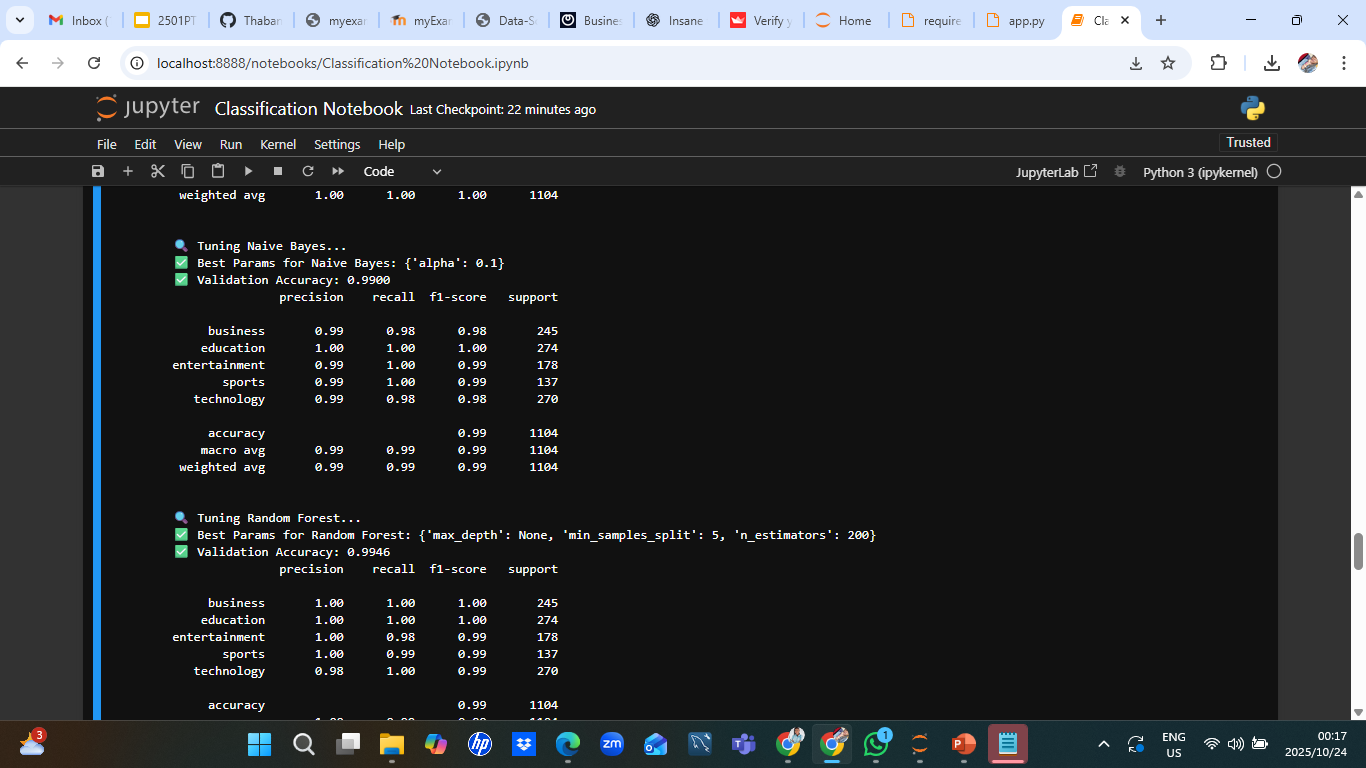 Inbox (
2501PT
Thaban
myexar
myExar
Data-Sc
Busines
Insane
Verify y
Home
require
app.py
Cla
localhost:8888/notebooks/Classification%20Notebook.ipynb
jupyter Classification Notebook Last Checkpoint: 22 minutes ago
File Edit View Run Kernel Settings Help Trusted
Code JupyterLab Python 3 (ipykernel)
weighted avg 1.00 1.00 1.00 1104
Tuning Naive Bayes...
Best Params for Naive Bayes: {'alpha': 0.1}
Validation Accuracy: 0.9900
precision recall f1-score support
business 0.99 0.98 0.98 245
education 1.00 1.00 1.00 274
entertainment 0.99 1.00 0.99 178
sports 0.99 1.00 0.99 137
technology 0.99 0.98 0.98 270
accuracy 0.99 1104
macro avg 0.99 0.99 0.99 1104
weighted avg 0.99 0.99 0.99 1104
Tuning Random Forest...
Best Params for Random Forest: {'max_depth': None, 'min_samples_split': 5, 'n_estimators': 200}
Validation Accuracy: 0.9946
precision recall f1-score support
business 1.00 1.00 1.00 245
education 1.00 1.00 1.00 274
entertainment 1.00 0.98 0.99 178
sports 1.00 0.99 0.99 137
technology 0.98 1.00 0.99 270
accuracy 0.99 1104
3
hp
zm
1
P
ENG
US
00:17
2025/10/24